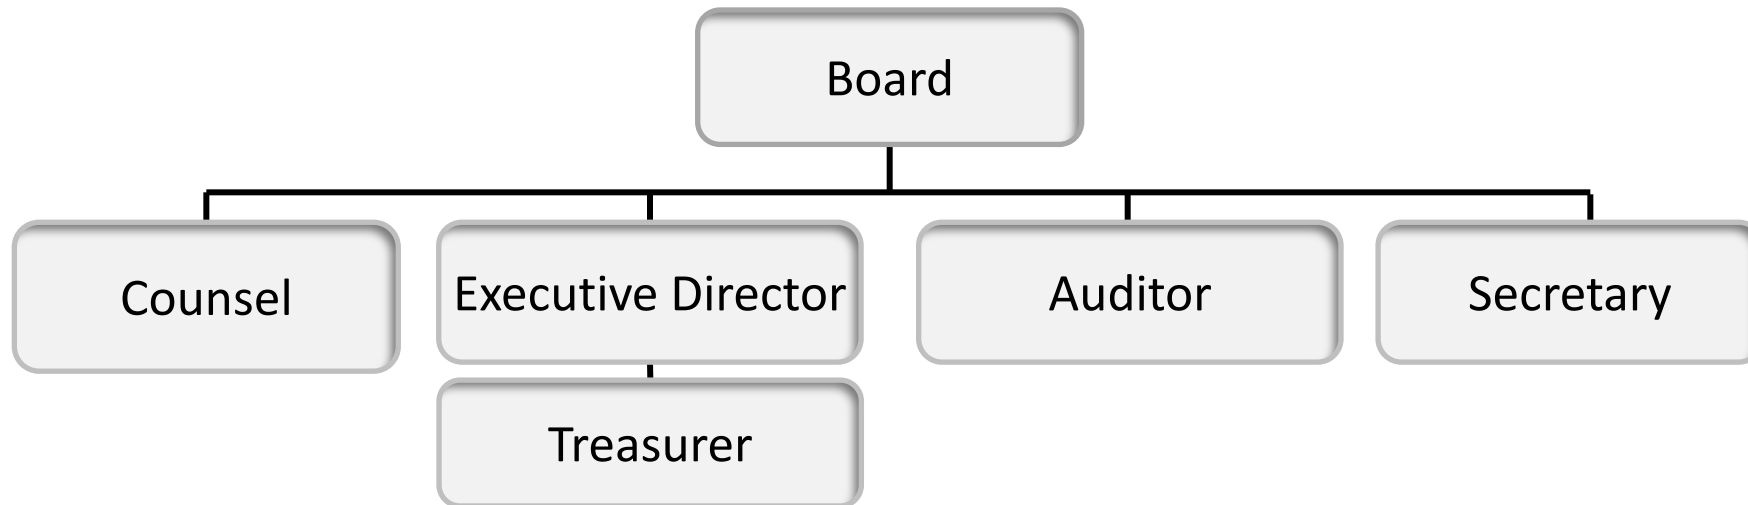 Board
Counsel
Executive Director
Auditor
Secretary
Treasurer